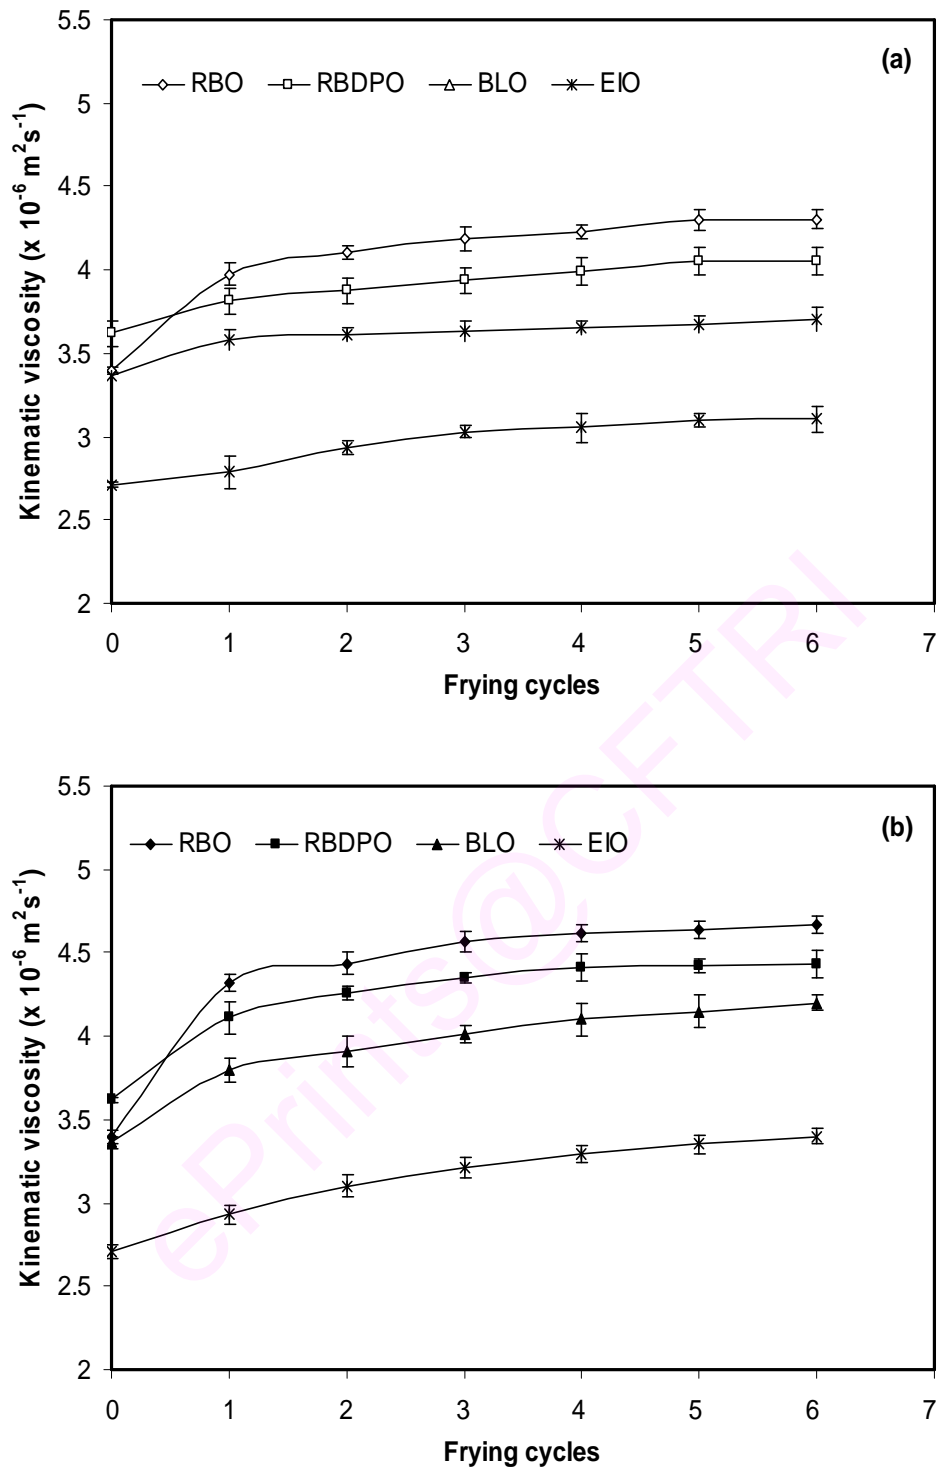 5.5
(a)
RBO RBDPO BLO EIO
5
4.5
4
3.5
3
2.5
2
Kinematic viscosity (x 10⁻⁶ m²s⁻¹)
0 1 2 3 4 5 6 7
Frying cycles
5.5
(b)
RBO RBDPO BLO EIO
5
4.5
4
3.5
3
2.5
2
Kinematic viscosity (x 10⁻⁶ m²s⁻¹)
0 1 2 3 4 5 6 7
Frying cycles
ePrints@CFTRI